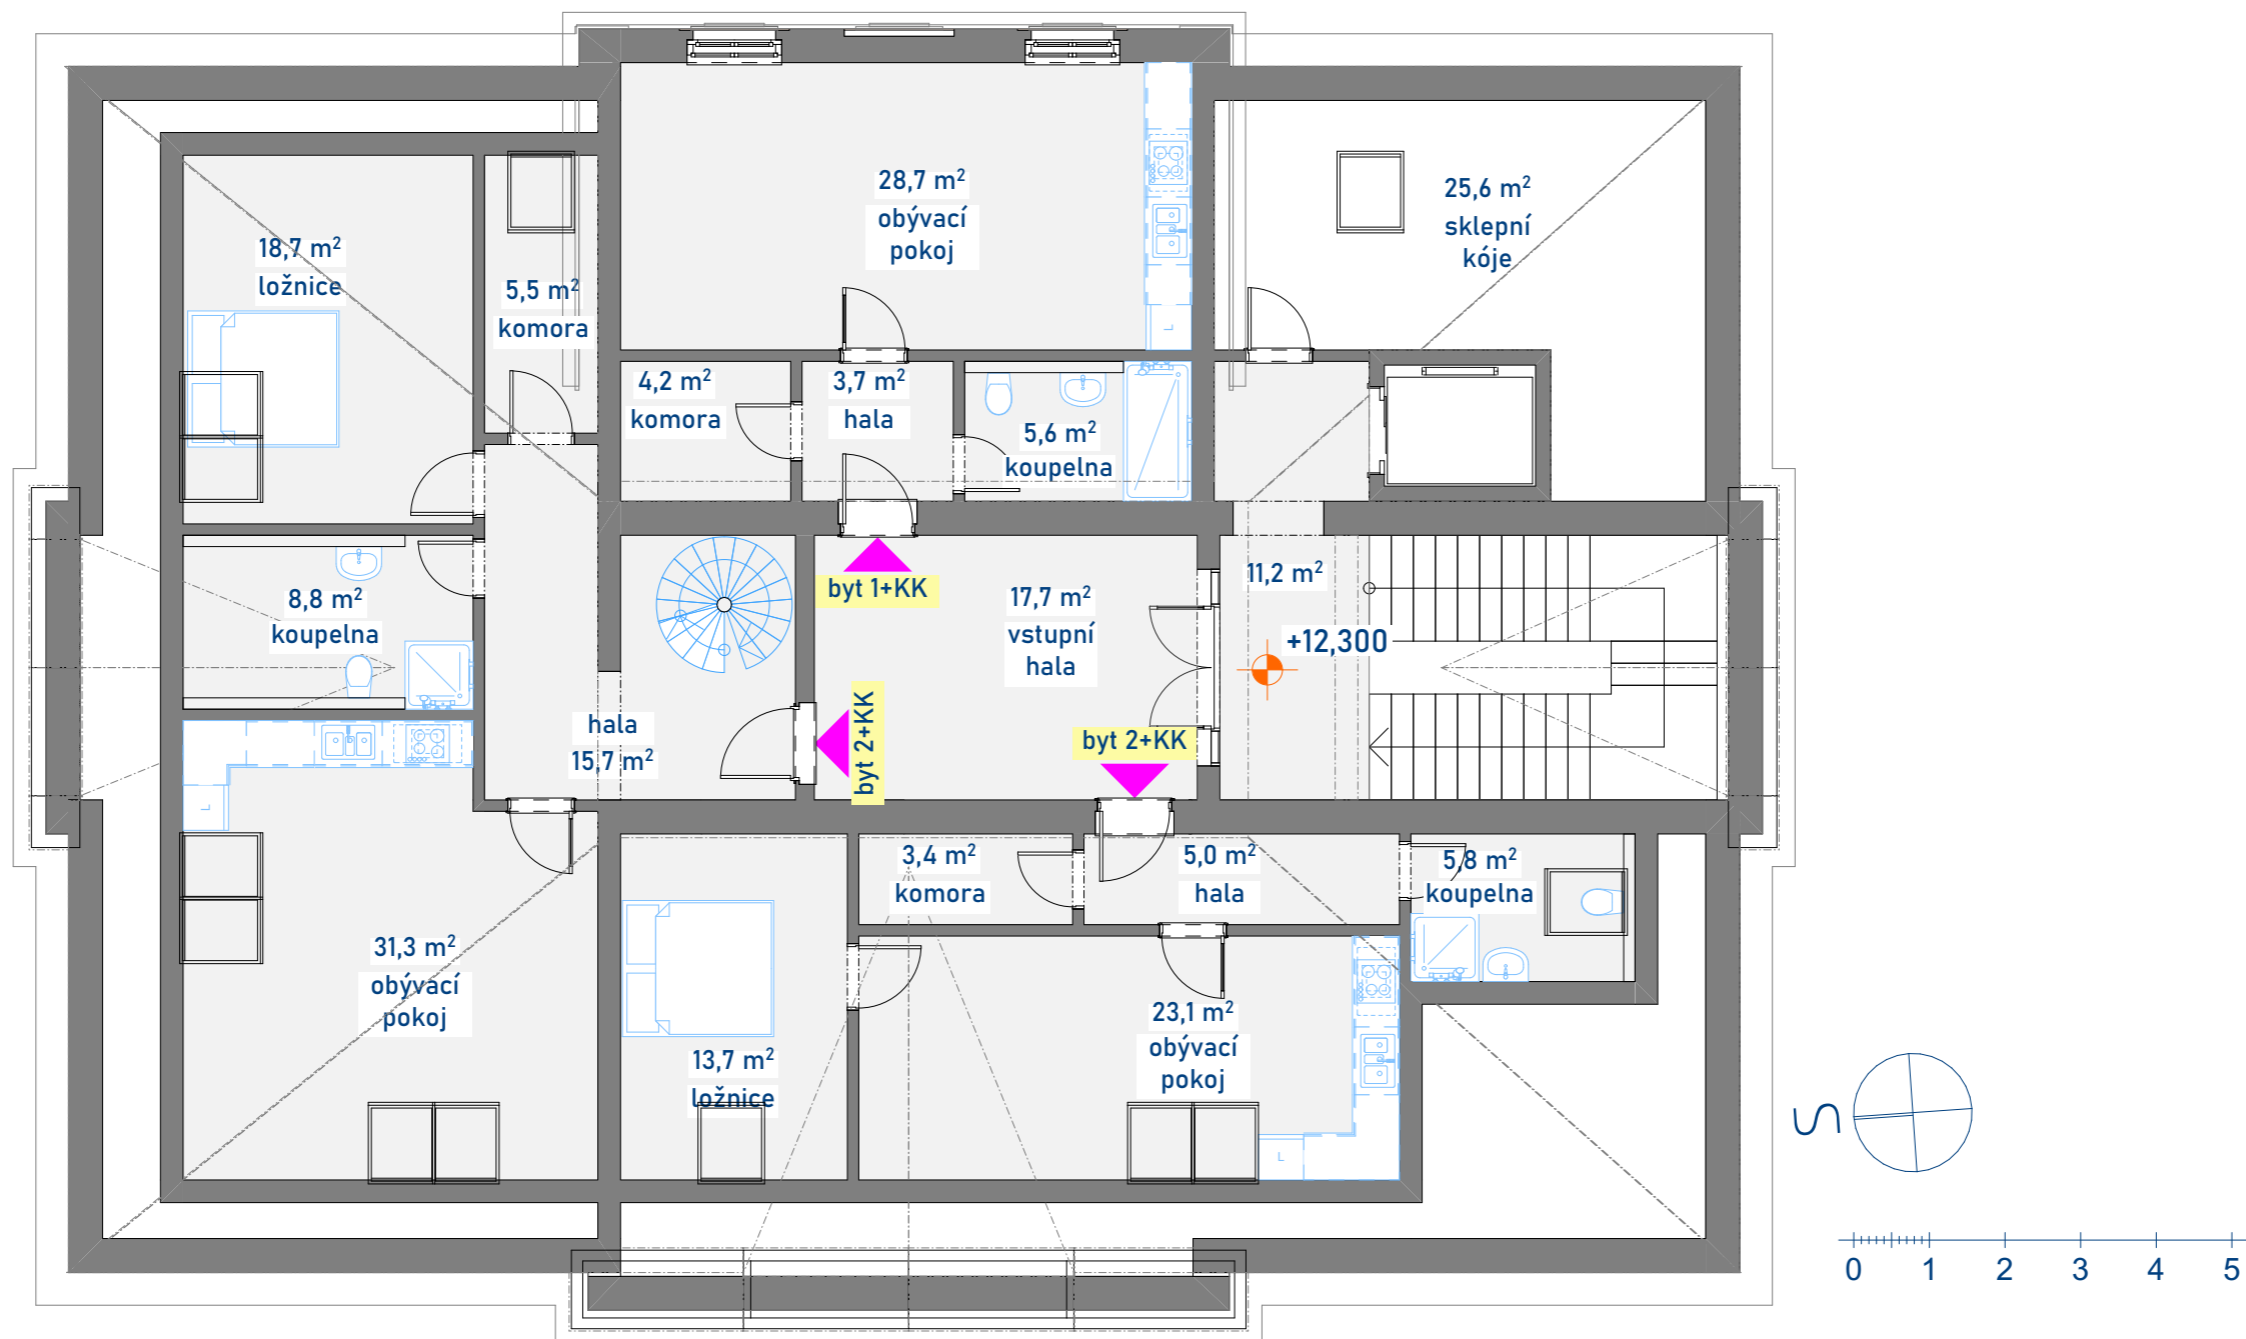 28,7 m²
obývací
pokoj
25,6 m²
sklepní
kóje
18,7 m²
ložnice
5,5 m²
komora
L
4,2 m²
komora
3,7 m²
hala
5,6 m²
koupelna
byt 1+KK
17,7 m²
vstupní
hala
11,2 m²
+12,300
8,8 m²
koupelna
hala
15,7 m²
byt 2+KK
byt 2+KK
L
3,4 m²
komora
5,0 m²
hala
5,8 m²
koupelna
31,3 m²
obývací
pokoj
13,7 m²
ložnice
23,1 m²
obývací
pokoj
L
S
0 1 2 3 4 5